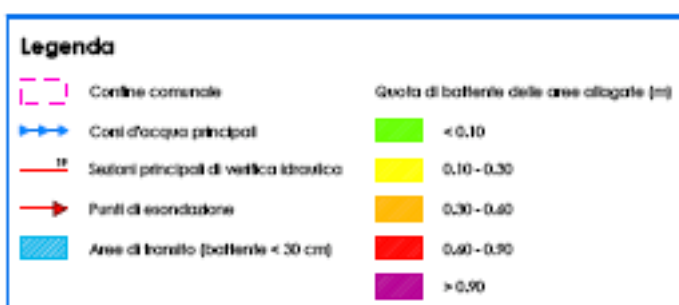 Legenda
Confine comunale
Corsi d'acqua principali
Sezioni principali di verifica idraulica
Punti di esondazione
Aree di transito (battente < 30 cm)
Quota di battente delle aree allagate (m)
< 0.10
0.10 - 0.30
0.30 - 0.60
0.60 - 0.90
> 0.90